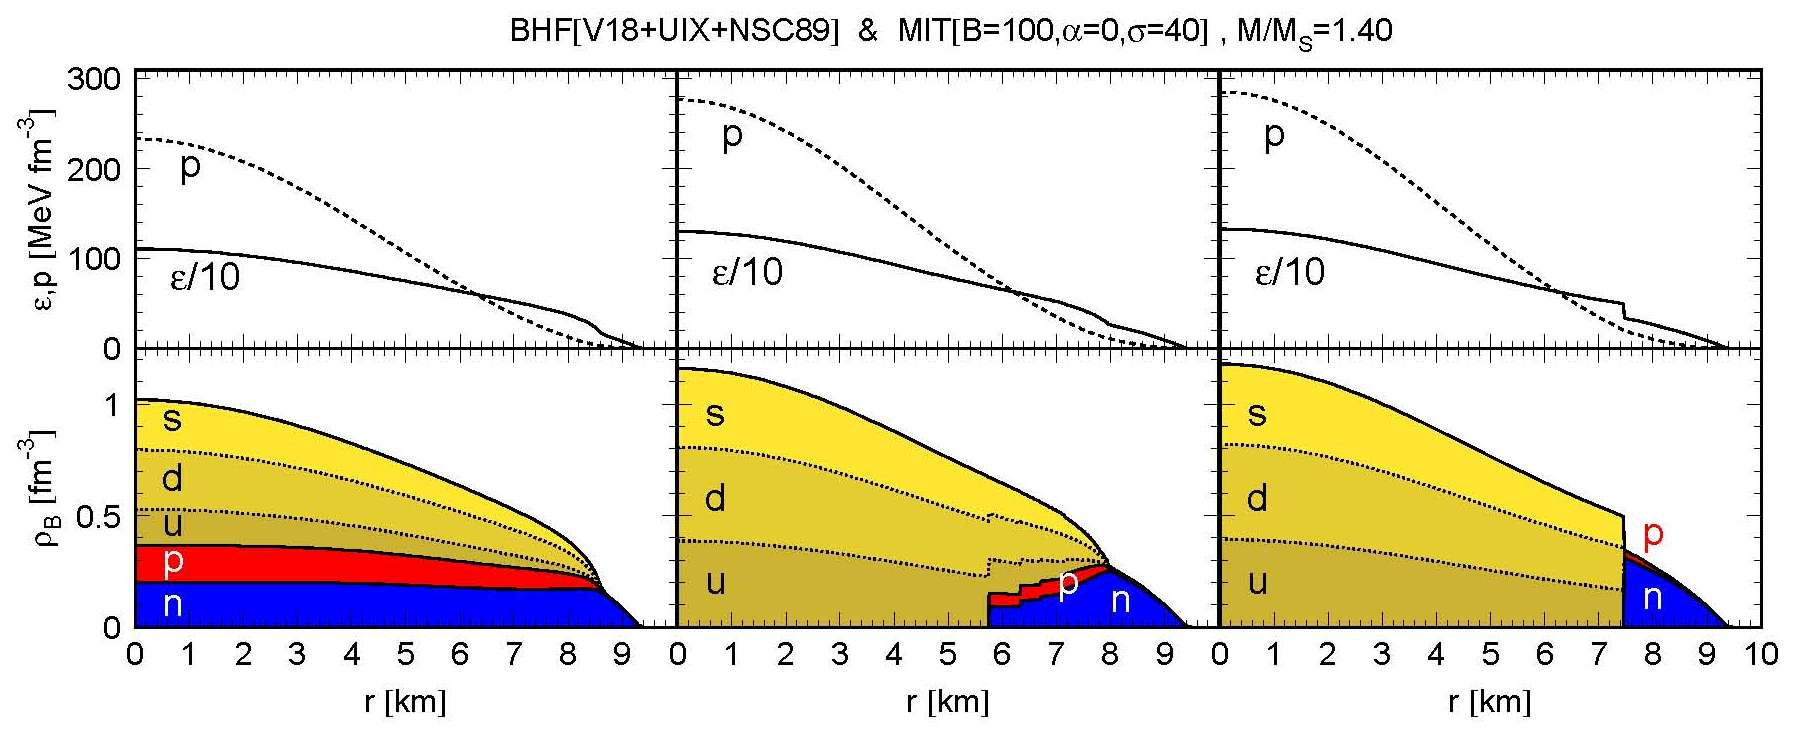 BHF[V18+UIX+NSC89] & MIT[B=100,α=0,σ=40] , M/M_S=1.40
ε,p [MeV fm⁻³]
300
200
100
0
p
ε/10
p
ε/10
p
ε/10
ρ_B [fm⁻³]
1
0.5
0
s
d
u
p
n
s
d
u
p
n
s
d
u
p
n
0 1 2 3 4 5 6 7 8 9
0 1 2 3 4 5 6 7 8 9
0 1 2 3 4 5 6 7 8 9 10
r [km]
r [km]
r [km]